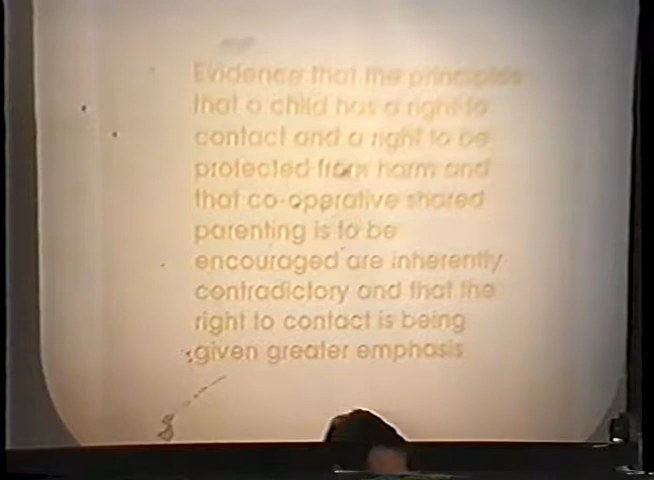 Evidence that the principles
that a child has a right to
contact and a right to be
protected from harm and
that co-operative shared
parenting is to be
encouraged are inherently
contradictory and that the
right to contact is being
given greater emphasis